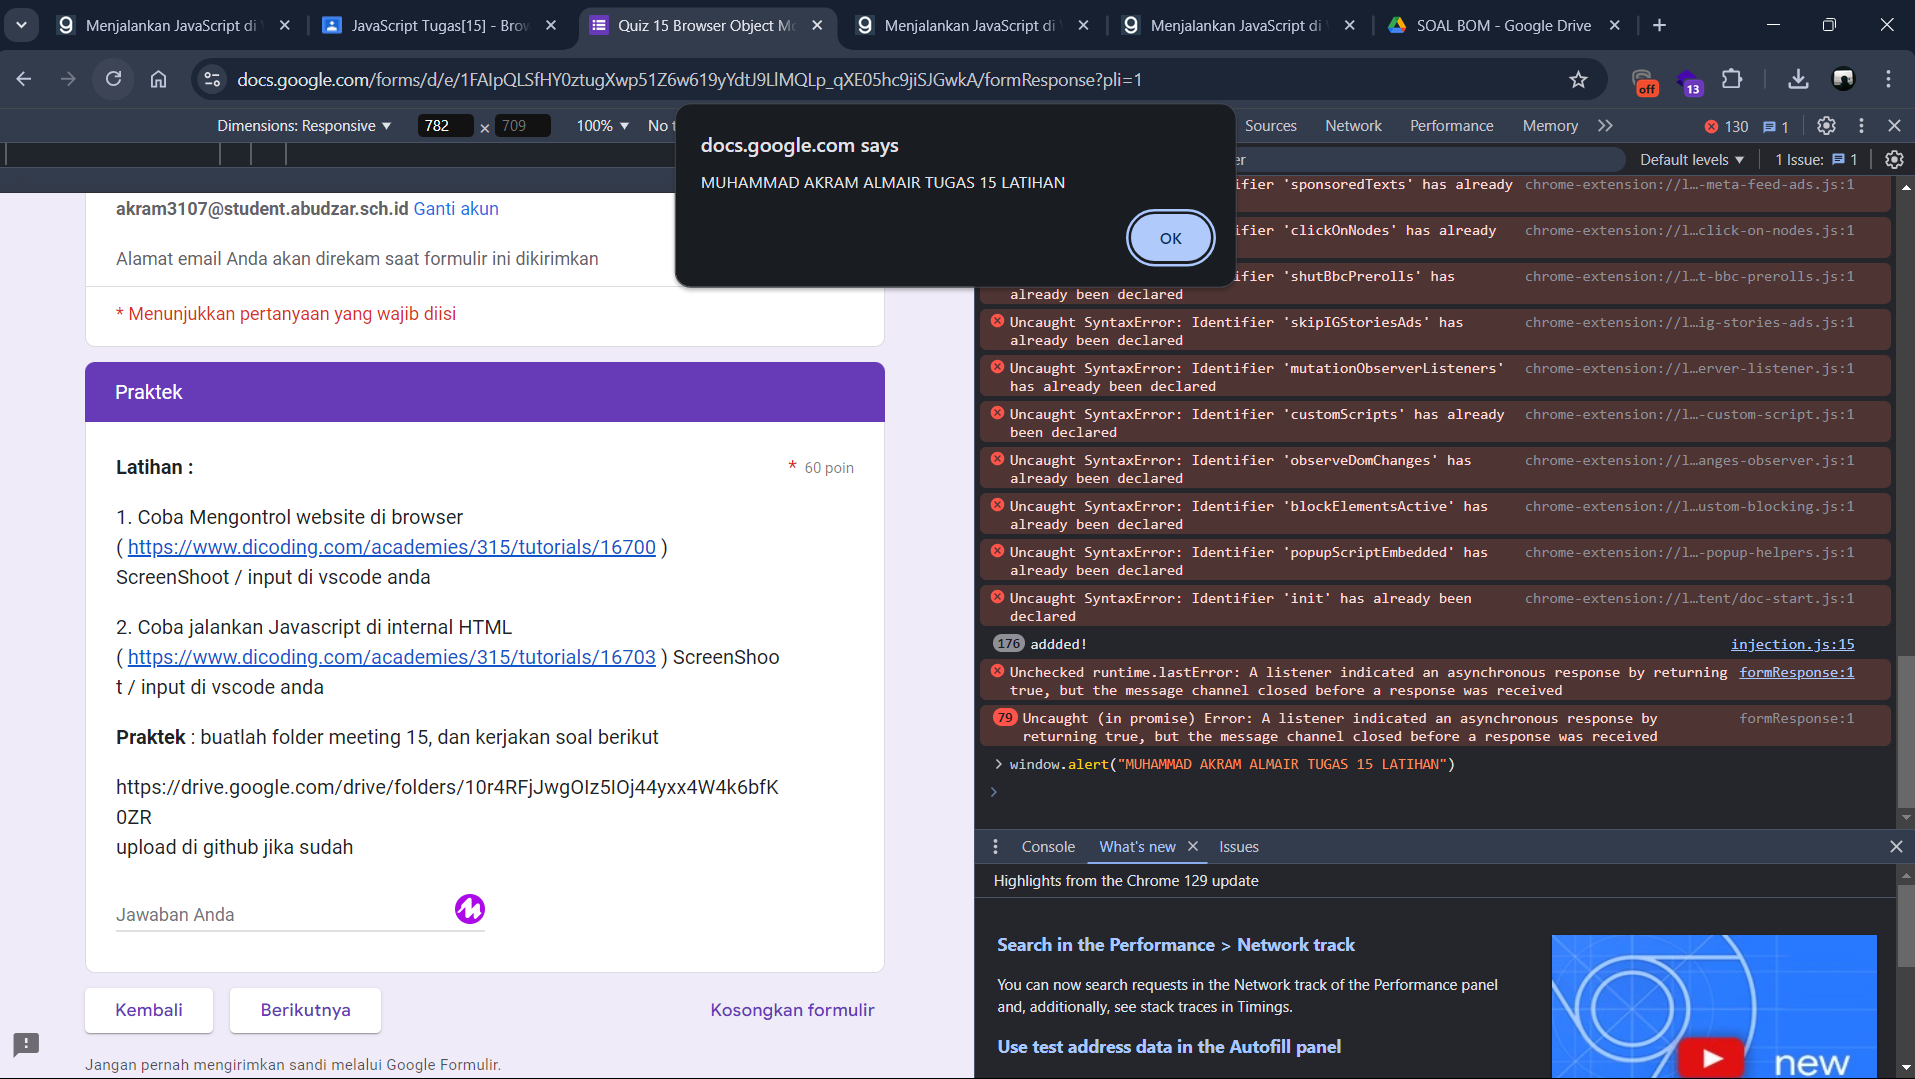 Menjalankan JavaScript di
JavaScript Tugas[15] - Brow
Quiz 15 Browser Object Mo
Menjalankan JavaScript di
Menjalankan JavaScript di
SOAL BOM - Google Drive
docs.google.com/forms/d/e/1FAIpQLSfHY0ztugXwp51Z6w619yYdtJ9LlMQLp_qXE05hc9jiSJGwkA/formResponse?pli=1
off
13
Dimensions: Responsive
782
×
709
100%
No t
Sources
Network
Performance
Memory
130
1
er
Default levels
1 Issue:
1
docs.google.com says
MUHAMMAD AKRAM ALMAIR TUGAS 15 LATIHAN
OK
akram3107@student.abudzar.sch.id Ganti akun
Alamat email Anda akan direkam saat formulir ini dikirimkan
* Menunjukkan pertanyaan yang wajib diisi
Praktek
Latihan :
* 60 poin
1. Coba Mengontrol website di browser
( https://www.dicoding.com/academies/315/tutorials/16700 )
ScreenShoot / input di vscode anda
2. Coba jalankan Javascript di internal HTML
( https://www.dicoding.com/academies/315/tutorials/16703 ) ScreenShoo
t / input di vscode anda
Praktek : buatlah folder meeting 15, dan kerjakan soal berikut
https://drive.google.com/drive/folders/10r4RFjJwgOIz5IOj44yxx4W4k6bfK
0ZR
upload di github jika sudah
Jawaban Anda
Kembali
Berikutnya
Kosongkan formulir
Jangan pernah mengirimkan sandi melalui Google Formulir.
ifier 'sponsoredTexts' has already chrome-extension://l…-meta-feed-ads.js:1
ifier 'clickOnNodes' has already chrome-extension://l…click-on-nodes.js:1
ifier 'shutBbcPrerolls' has chrome-extension://l…t-bbc-prerolls.js:1
already been declared
Uncaught SyntaxError: Identifier 'skipIGStoriesAds' has chrome-extension://l…ig-stories-ads.js:1
already been declared
Uncaught SyntaxError: Identifier 'mutationObserverListeners' chrome-extension://l…erver-listener.js:1
has already been declared
Uncaught SyntaxError: Identifier 'customScripts' has already chrome-extension://l…-custom-script.js:1
been declared
Uncaught SyntaxError: Identifier 'observeDomChanges' has chrome-extension://l…anges-observer.js:1
already been declared
Uncaught SyntaxError: Identifier 'blockElementsActive' has chrome-extension://l…ustom-blocking.js:1
already been declared
Uncaught SyntaxError: Identifier 'popupScriptEmbedded' has chrome-extension://l…-popup-helpers.js:1
already been declared
Uncaught SyntaxError: Identifier 'init' has already been chrome-extension://l…tent/doc-start.js:1
declared
176 addded! injection.js:15
Unchecked runtime.lastError: A listener indicated an asynchronous response by returning formResponse:1
true, but the message channel closed before a response was received
79 Uncaught (in promise) Error: A listener indicated an asynchronous response by formResponse:1
returning true, but the message channel closed before a response was received
window.alert("MUHAMMAD AKRAM ALMAIR TUGAS 15 LATIHAN")
Console
What's new
Issues
Highlights from the Chrome 129 update
Search in the Performance > Network track
You can now search requests in the Network track of the Performance panel
and, additionally, see stack traces in Timings.
Use test address data in the Autofill panel
new